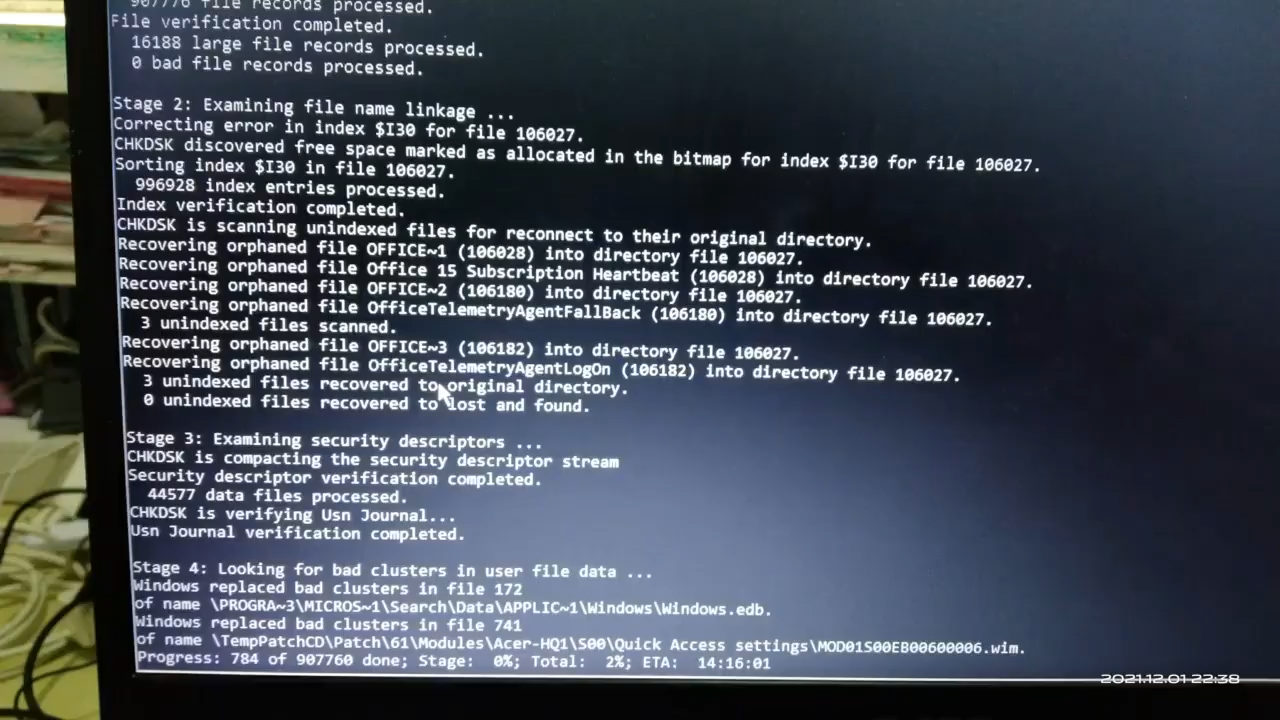 907776 file records processed.
File verification completed.
16188 large file records processed.
0 bad file records processed.
Stage 2: Examining file name linkage ...
Correcting error in index $I30 for file 106027.
CHKDSK discovered free space marked as allocated in the bitmap for index $I30 for file 106027.
Sorting index $I30 in file 106027.
996928 index entries processed.
Index verification completed.
CHKDSK is scanning unindexed files for reconnect to their original directory.
Recovering orphaned file OFFICE~1 (106028) into directory file 106027.
Recovering orphaned file Office 15 Subscription Heartbeat (106028) into directory file 106027.
Recovering orphaned file OFFICE~2 (106180) into directory file 106027.
Recovering orphaned file OfficeTelemetryAgentFallBack (106180) into directory file 106027.
3 unindexed files scanned.
Recovering orphaned file OFFICE~3 (106182) into directory file 106027.
Recovering orphaned file OfficeTelemetryAgentLogOn (106182) into directory file 106027.
3 unindexed files recovered to original directory.
0 unindexed files recovered to lost and found.
Stage 3: Examining security descriptors ...
CHKDSK is compacting the security descriptor stream
Security descriptor verification completed.
44577 data files processed.
CHKDSK is verifying Usn Journal...
Usn Journal verification completed.
Stage 4: Looking for bad clusters in user file data ...
Windows replaced bad clusters in file 172
of name \PROGRA~3\MICROS~1\Search\Data\APPLIC~1\Windows\Windows.edb.
Windows replaced bad clusters in file 741
of name \TempPatchCD\Patch\61\Modules\Acer-HQ1\S00\Quick Access settings\MOD01S00EB00600006.wim.
Progress: 784 of 907760 done; Stage:  0%; Total:  2%; ETA:  14:16:01
2021.12.01 22:38